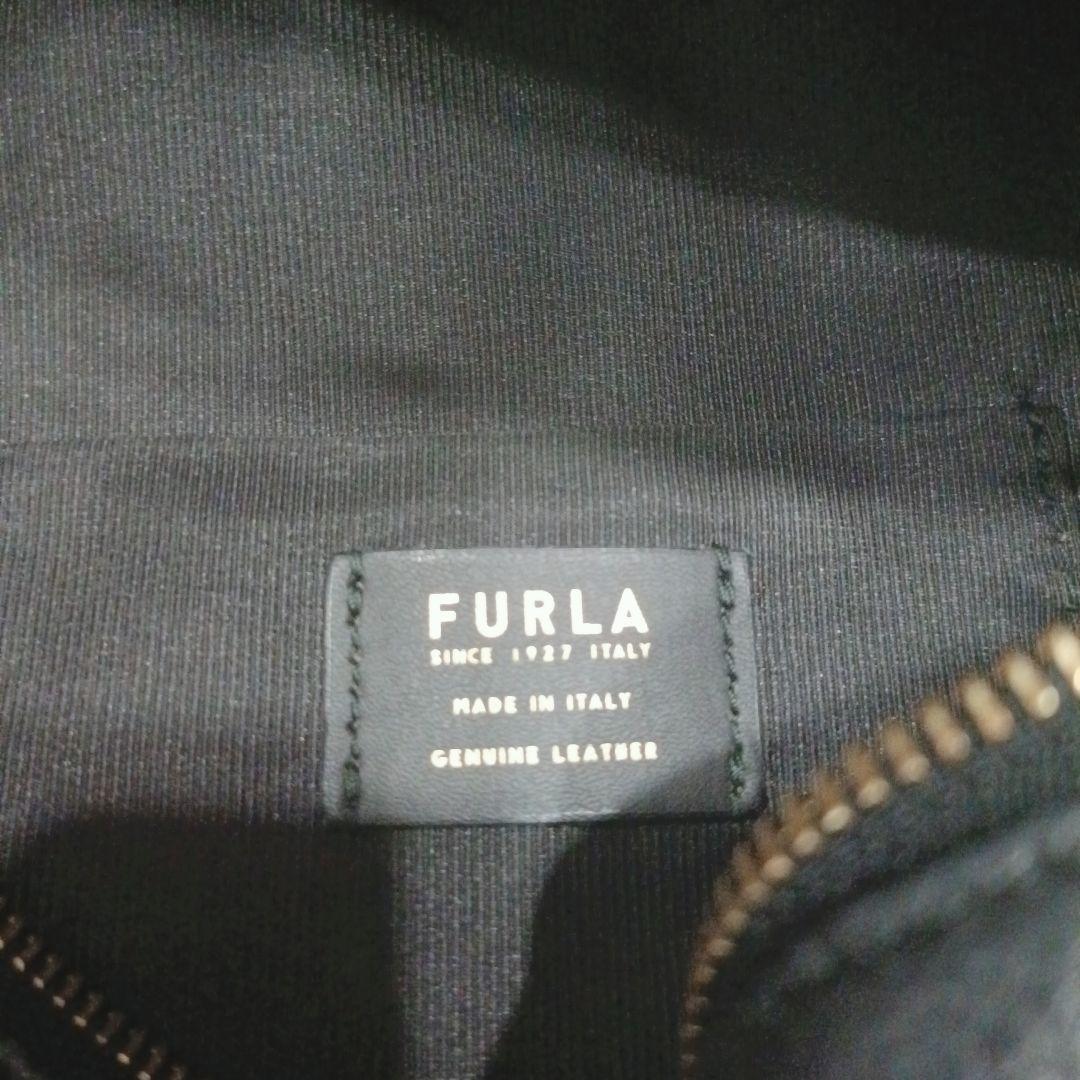 FURLA
SINCE 1927 ITALY
MADE IN ITALY
GENUINE LEATHER